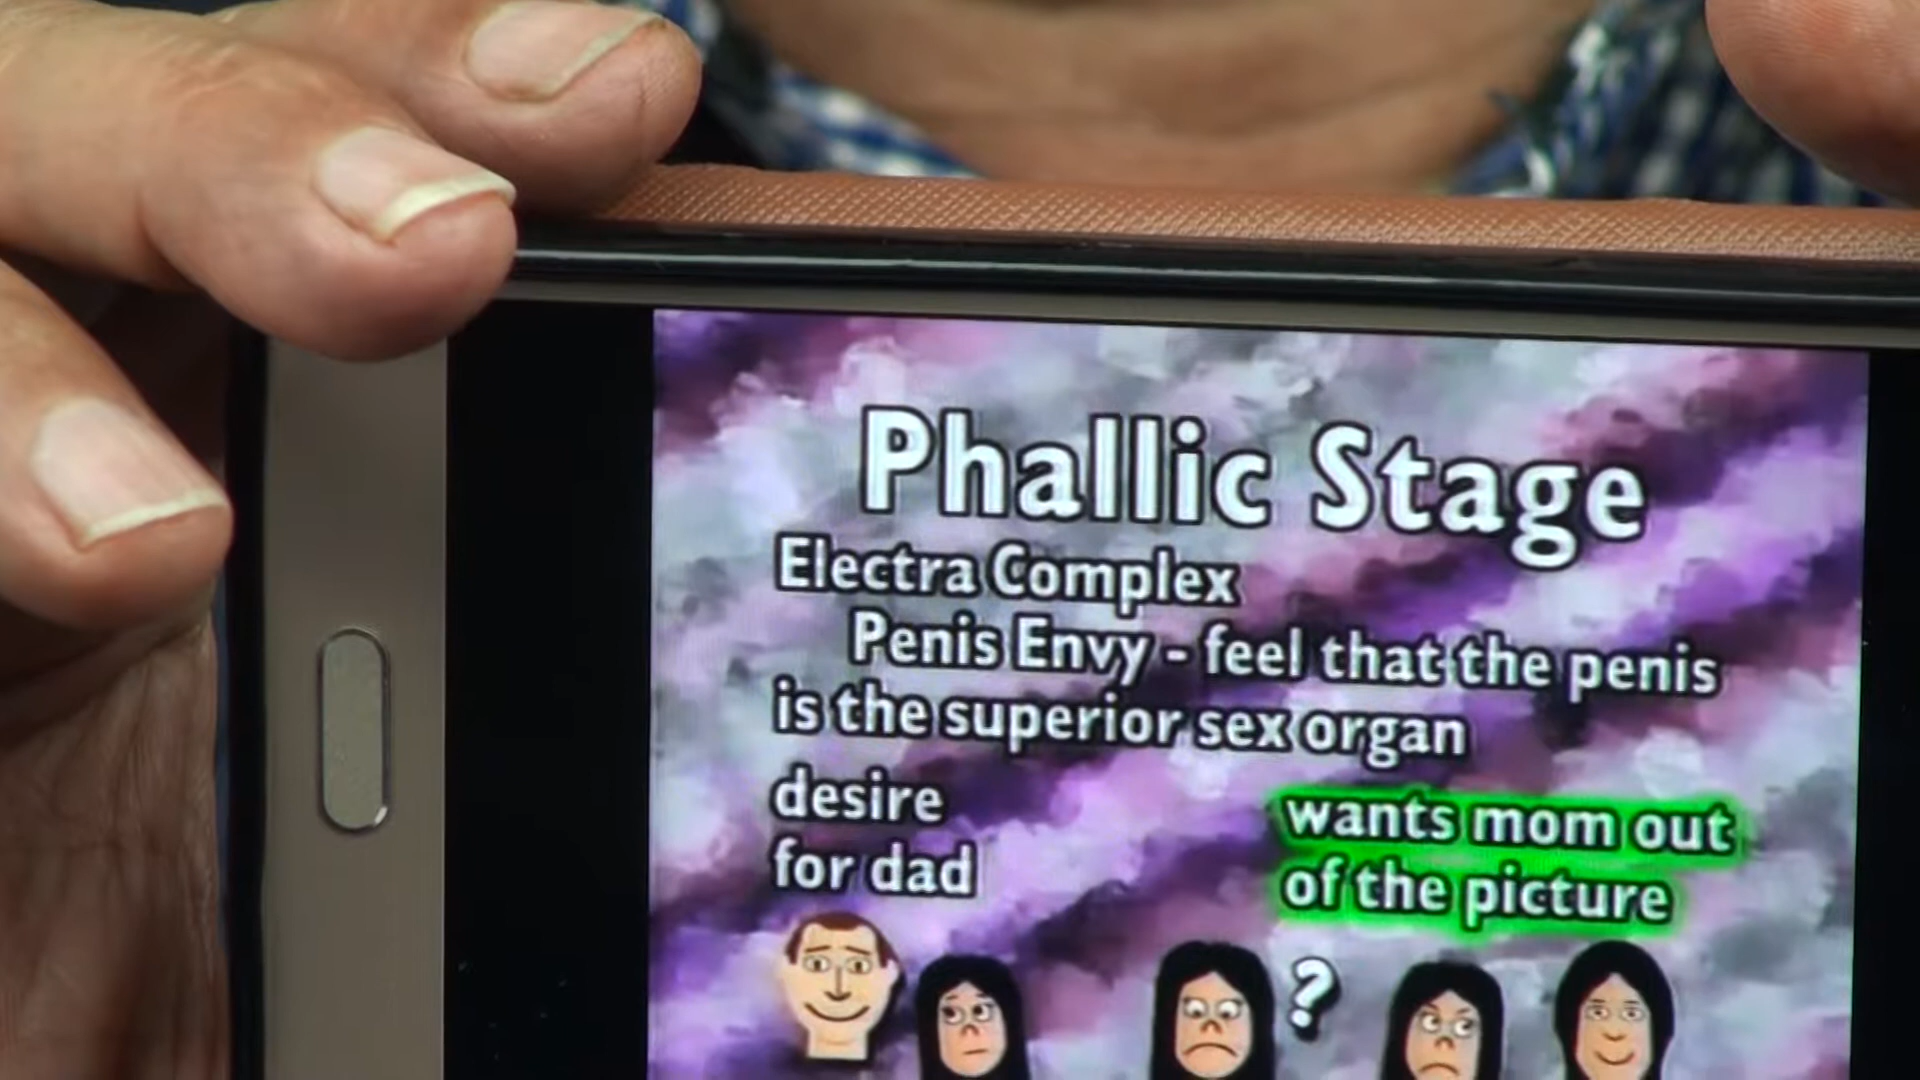 Phallic Stage
Electra Complex
Penis Envy - feel that the penis
is the superior sex organ
desire
for dad
wants mom out
of the picture
?